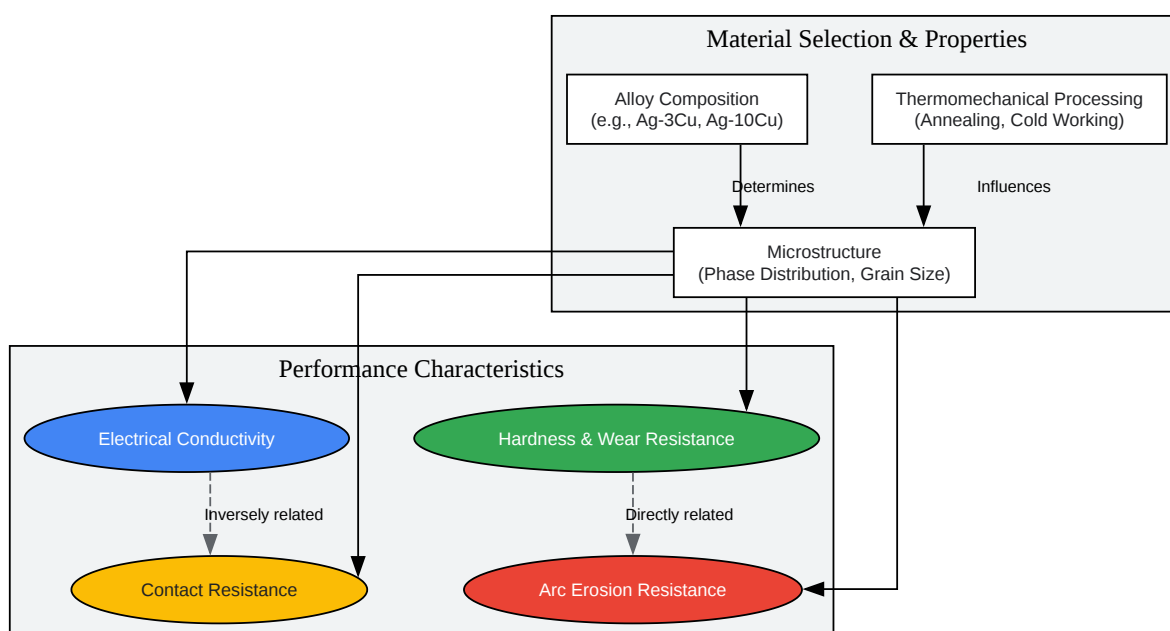 Material Selection & Properties
Alloy Composition
(e.g., Ag-3Cu, Ag-10Cu)
Thermomechanical Processing
(Annealing, Cold Working)
Determines
Influences
Microstructure
(Phase Distribution, Grain Size)
Performance Characteristics
Electrical Conductivity
Hardness & Wear Resistance
Inversely related
Directly related
Contact Resistance
Arc Erosion Resistance